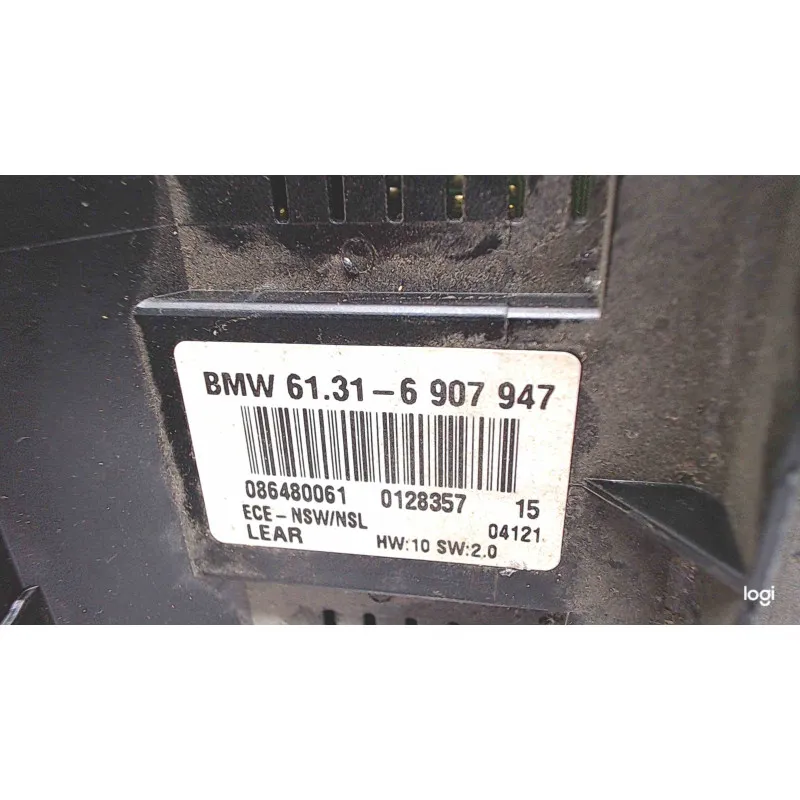 BMW 61.31-6 907 947
086480061 0128357 15
ECE-NSW/NSL 04121
LEAR HW:10 SW:2.0
logi